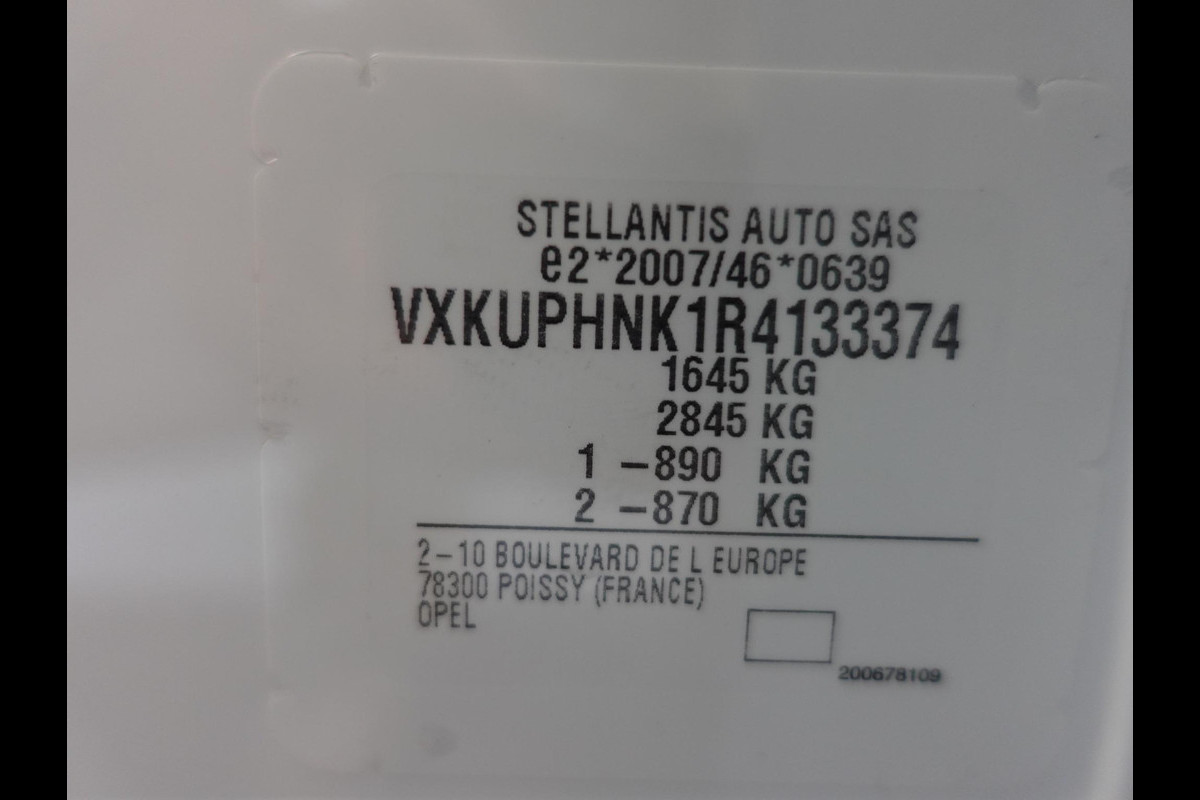 STELLANTIS AUTO SAS
e2*2007/46*0639
VXKUPHNK1R4133374
1645 KG
2845 KG
1 -890 KG
2 -870 KG
2-10 BOULEVARD DE L EUROPE
78300 POISSY (FRANCE)
OPEL
200678109